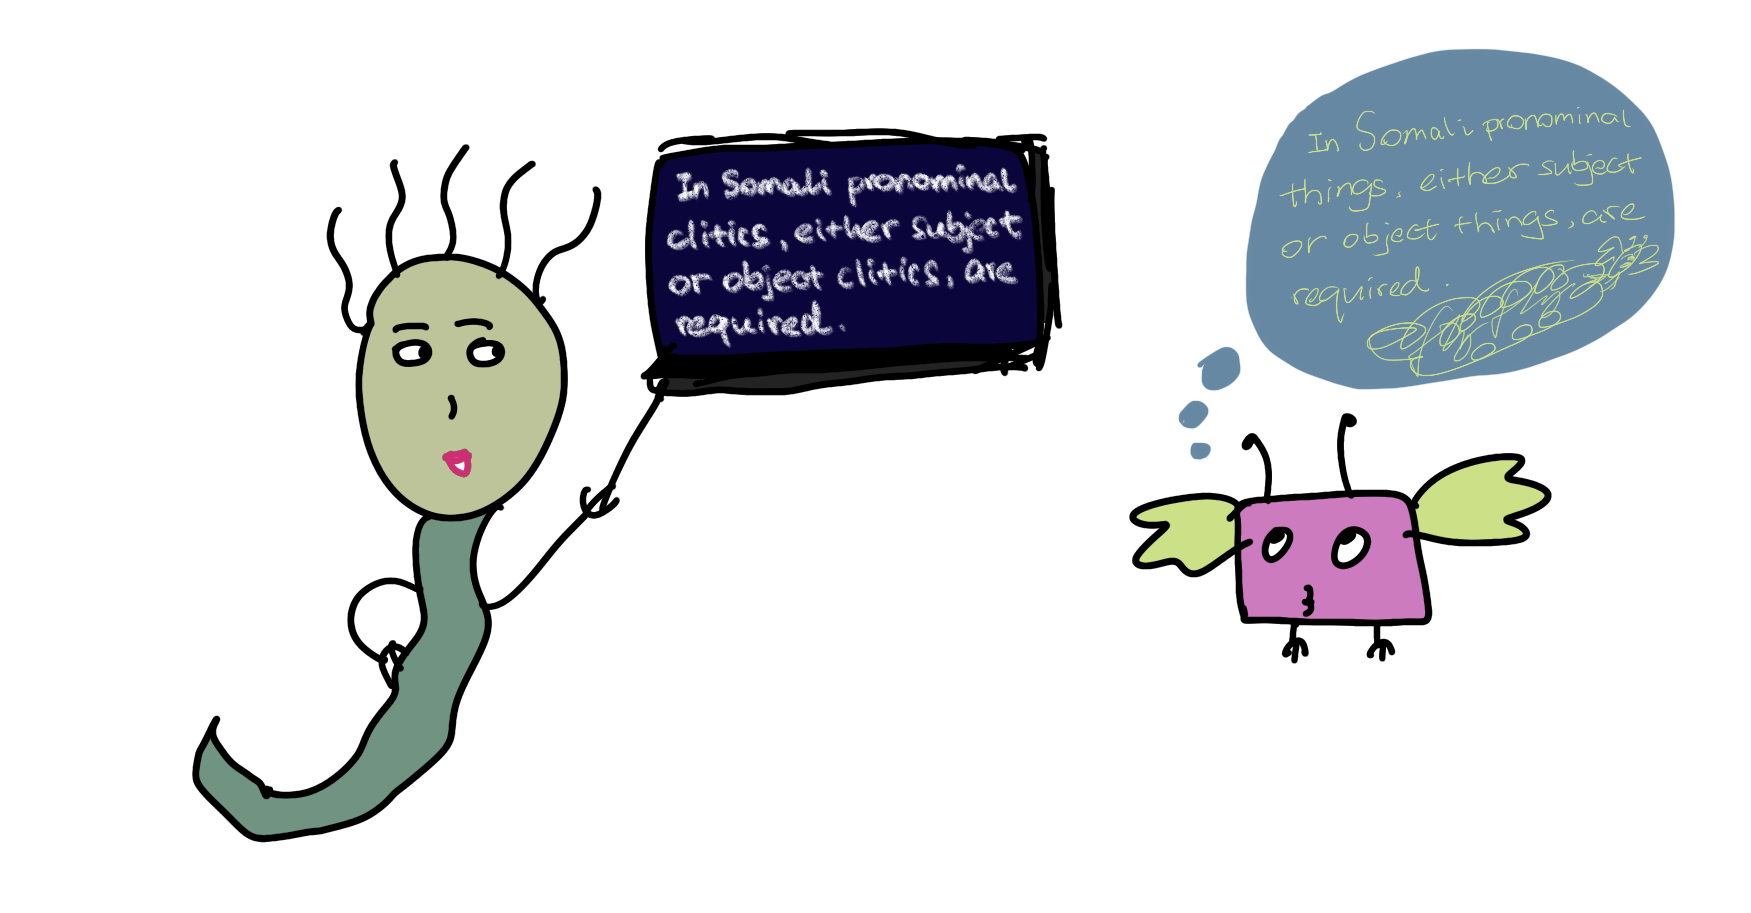 In Somali pronominal
clitics, either subject
or object clitics, are
required.
In Somali pronominal
things, either subject
or object things, are
required.